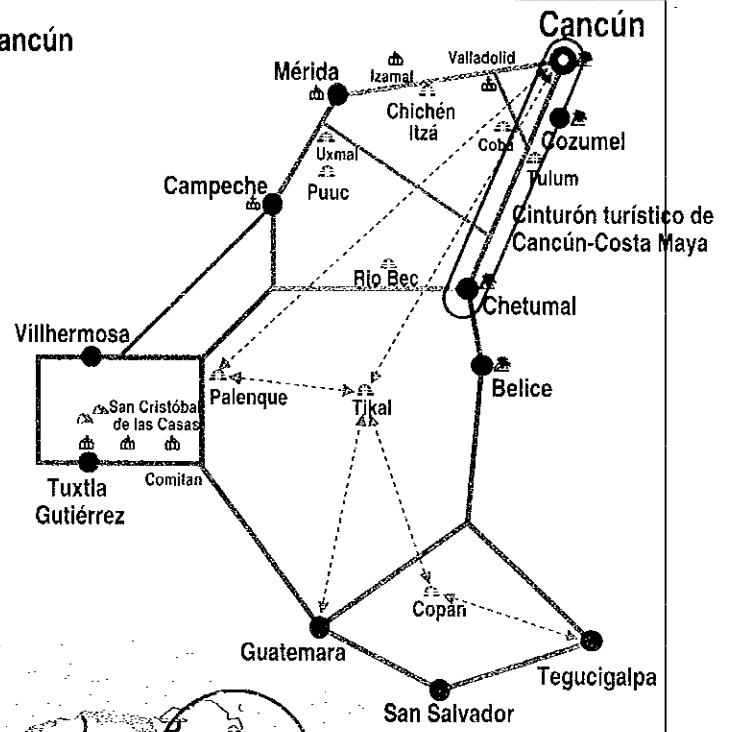 ancún
Cancún
Mérida
Izamal
Valladolid
Chichén
Itzá
Uxmal
Puuc
Cobá
Cozumel
Tulum
Campeche
Cinturón turístico de
Cancún-Costa Maya
Rio Bec
Chetumal
Villhermosa
Palenque
Tikal
Belice
San Cristóbal
de las Casas
Comitan
Tuxtla
Gutiérrez
Copán
Guatemara
Tegucigalpa
San Salvador